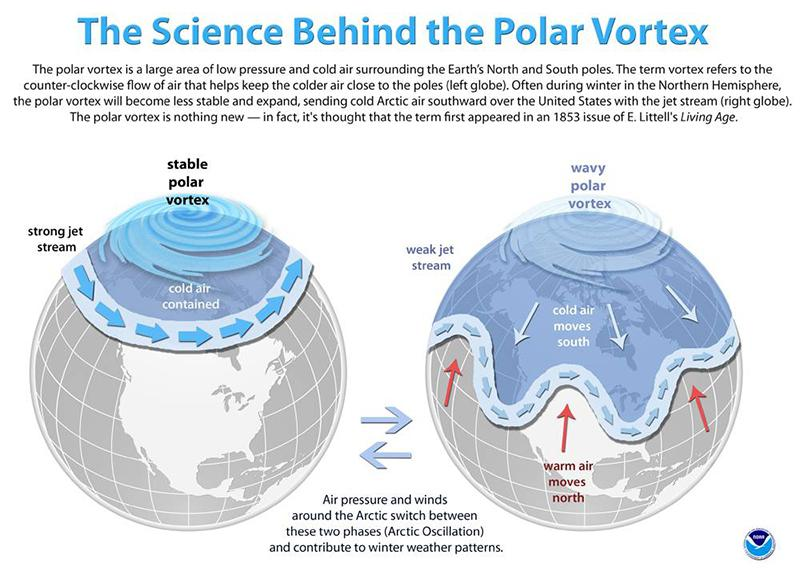 The Science Behind the Polar Vortex
The polar vortex is a large area of low pressure and cold air surrounding the Earth's North and South poles. The term vortex refers to the
counter-clockwise flow of air that helps keep the colder air close to the poles (left globe). Often during winter in the Northern Hemisphere,
the polar vortex will become less stable and expand, sending cold Arctic air southward over the United States with the jet stream (right globe).
The polar vortex is nothing new — in fact, it's thought that the term first appeared in an 1853 issue of E. Littell's Living Age.
stable
polar
vortex
strong jet
stream
cold air
contained
wavy
polar
vortex
weak jet
stream
cold air
moves
south
warm air
moves
north
Air pressure and winds
around the Arctic switch between
these two phases (Arctic Oscillation)
and contribute to winter weather patterns.
NOAA